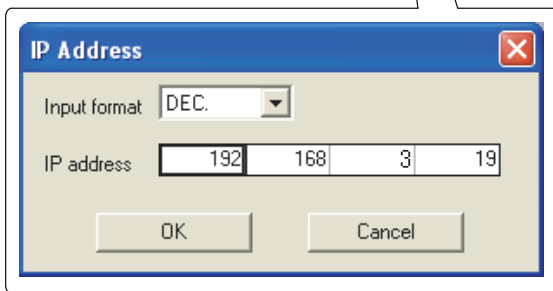 IP Address
Input format DEC.
IP address 192 168 3 19
OK Cancel